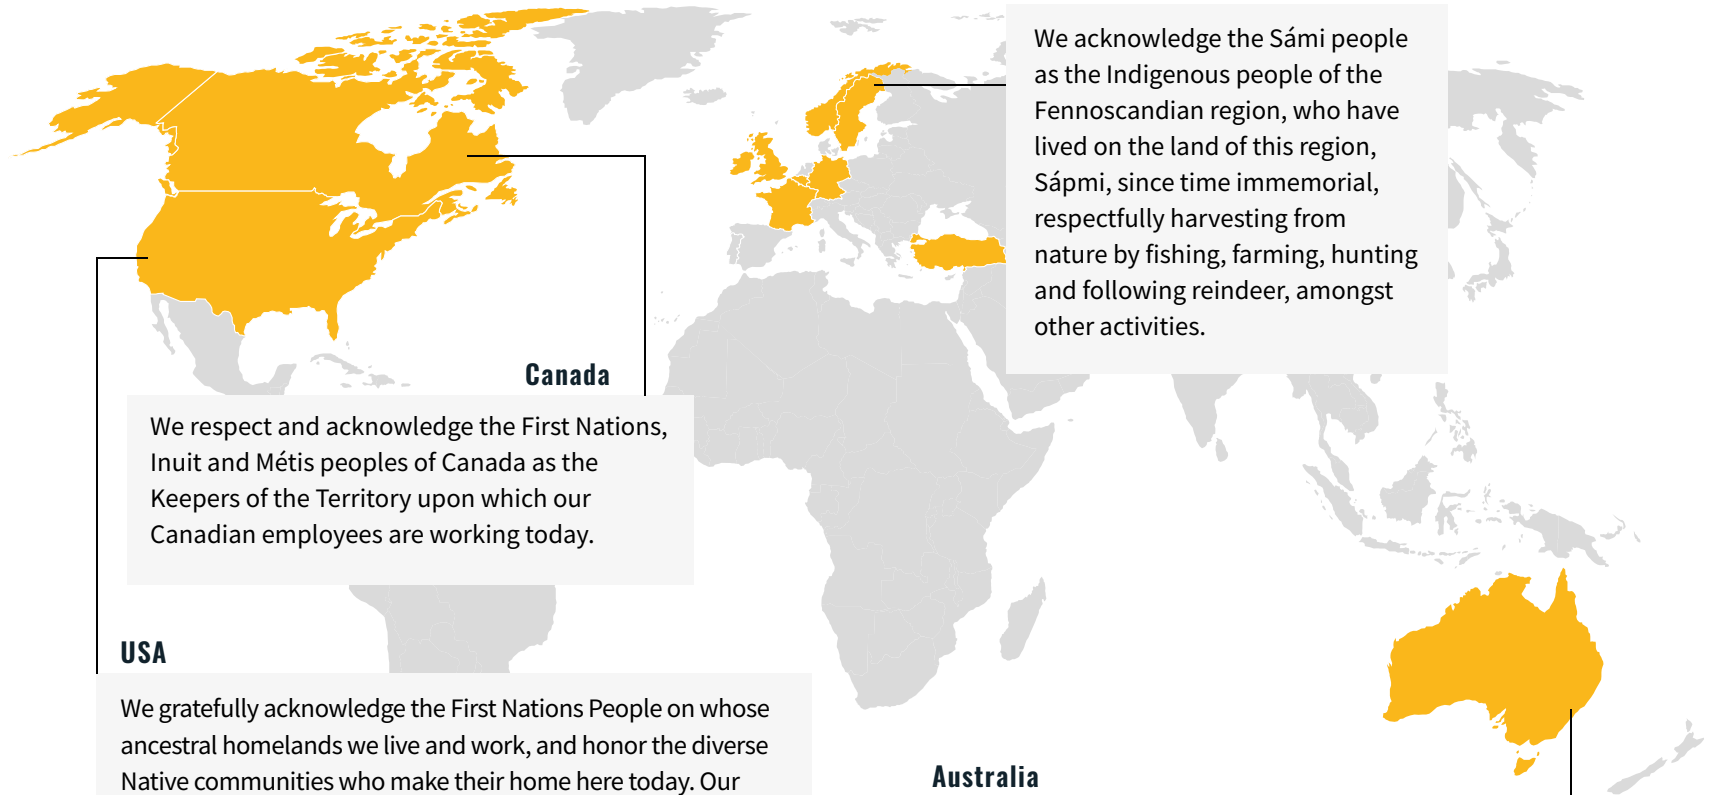 We acknowledge the Sámi people
as the Indigenous people of the
Fennoscandian region, who have
lived on the land of this region,
Sápmi, since time immemorial,
respectfully harvesting from
nature by fishing, farming, hunting
and following reindeer, amongst
other activities.
Canada
We respect and acknowledge the First Nations,
Inuit and Métis peoples of Canada as the
Keepers of the Territory upon which our
Canadian employees are working today.
USA
We gratefully acknowledge the First Nations People on whose
ancestral homelands we live and work, and honor the diverse
Native communities who make their home here today. Our
Australia